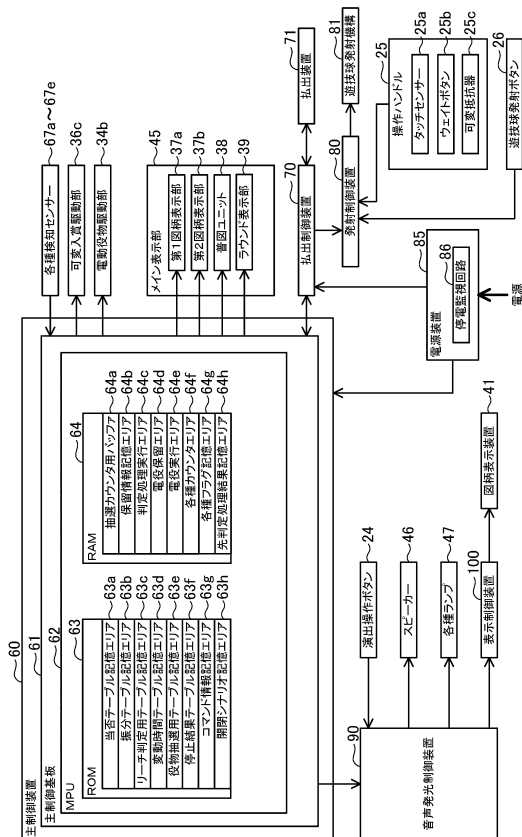 60
主制御装置
61
主制御基板
62
MPU
63
ROM
当否テーブル記憶エリア 63a
振分テーブル記憶エリア 63b
リーチ判定用テーブル記憶エリア 63c
変動時間テーブル記憶エリア 63d
役物抽選用テーブル記憶エリア 63e
停止結果テーブル記憶エリア 63f
コマンド情報記憶エリア 63g
開閉シナリオ記憶エリア 63h
64
RAM
抽選カウンタ用バッファ 64a
保留情報記憶エリア 64b
判定処理実行エリア 64c
電役保留エリア 64d
電役実行エリア 64e
各種カウンタエリア 64f
各種フラグ記憶エリア 64g
先判定処理結果記憶エリア 64h
各種検知センサー 67a~67e
可変入賞駆動部 36c
電動役物駆動部 34b
メイン表示部 45
第1図柄表示部 37a
第2図柄表示部 37b
普図ユニット 38
ラウンド表示部 39
払出制御装置 70
払出装置 71
発射制御装置 80
遊技球発射機構 81
操作ハンドル 25
タッチセンサー 25a
ウェイトボタン 25b
可変抵抗器 25c
遊技球発射ボタン 26
電源装置 85
停電監視回路 86
電源
90
音声発光制御装置
演出操作ボタン 24
スピーカー 46
各種ランプ 47
表示制御装置 100
図柄表示装置 41